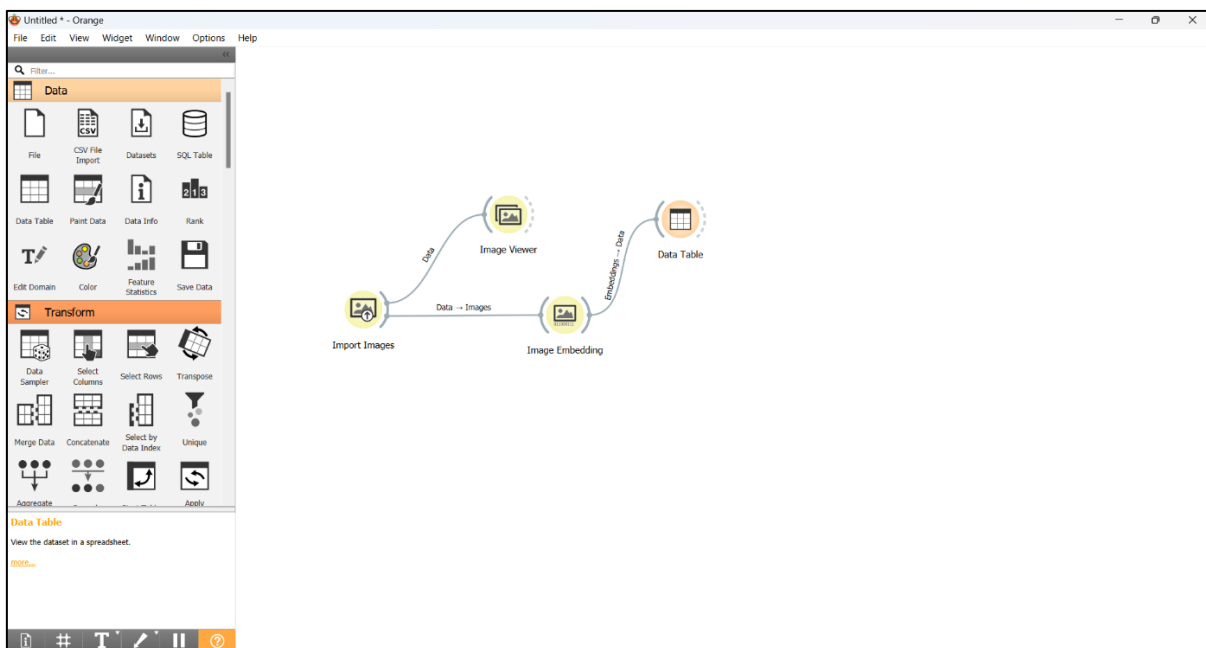 Untitled * - Orange
File Edit View Widget Window Options Help
Filter...
Data
File CSV File Import Datasets SQL Table
Data Table Paint Data Data Info Rank
Edit Domain Color Feature Statistics Save Data
Transform
Data Sampler Select Columns Select Rows Transpose
Merge Data Concatenate Select by Data Index Unique
Aggregate Apply
Data Table
View the dataset in a spreadsheet.
more...
Data
Image Viewer
Embeddings → Data
Data Table
Data → Images
Import Images
Image Embedding